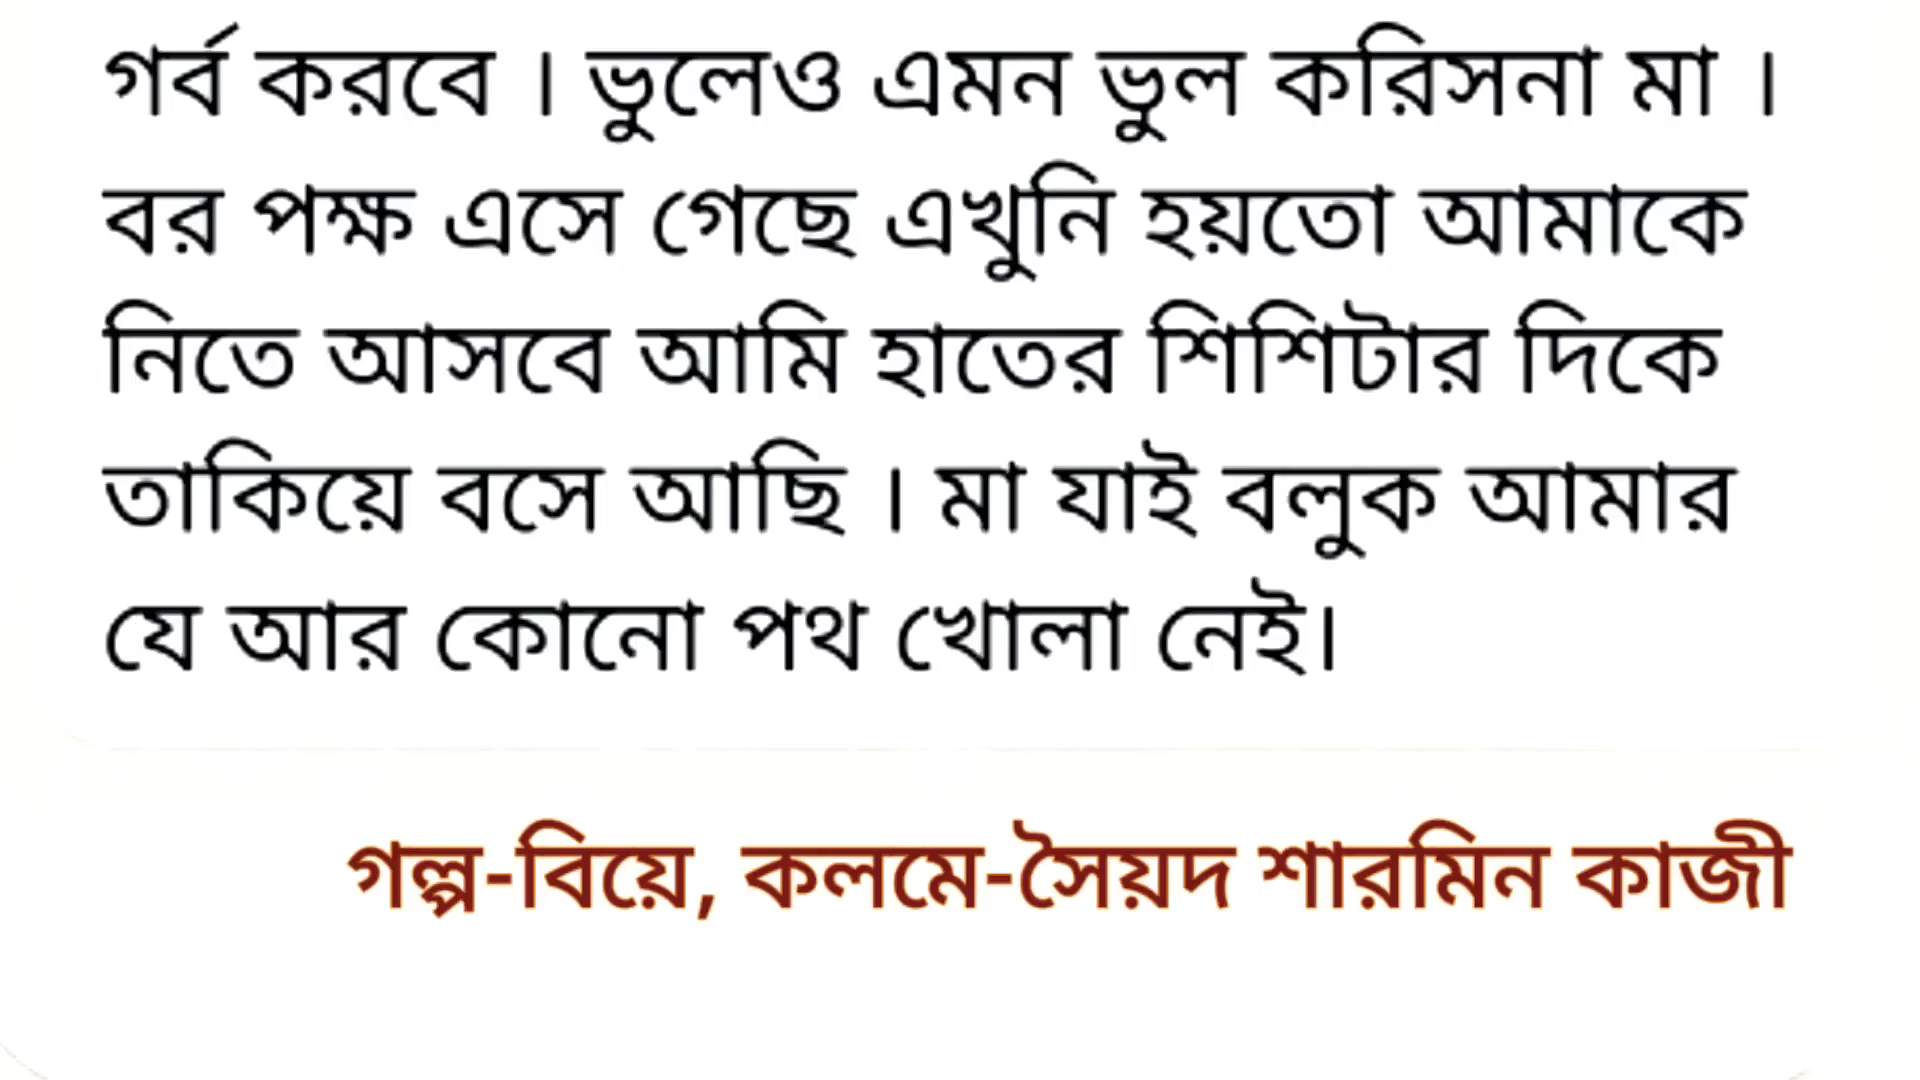 গর্ব করবে । ভুলেও এমন ভুল করিসনা মা ।
বর পক্ষ এসে গেছে এখুনি হয়তো আমাকে
নিতে আসবে আমি হাতের শিশিটার দিকে
তাকিয়ে বসে আছি । মা যাই বলুক আমার
যে আর কোনো পথ খোলা নেই।
গল্প-বিয়ে, কলমে-সৈয়দ শারমিন কাজী